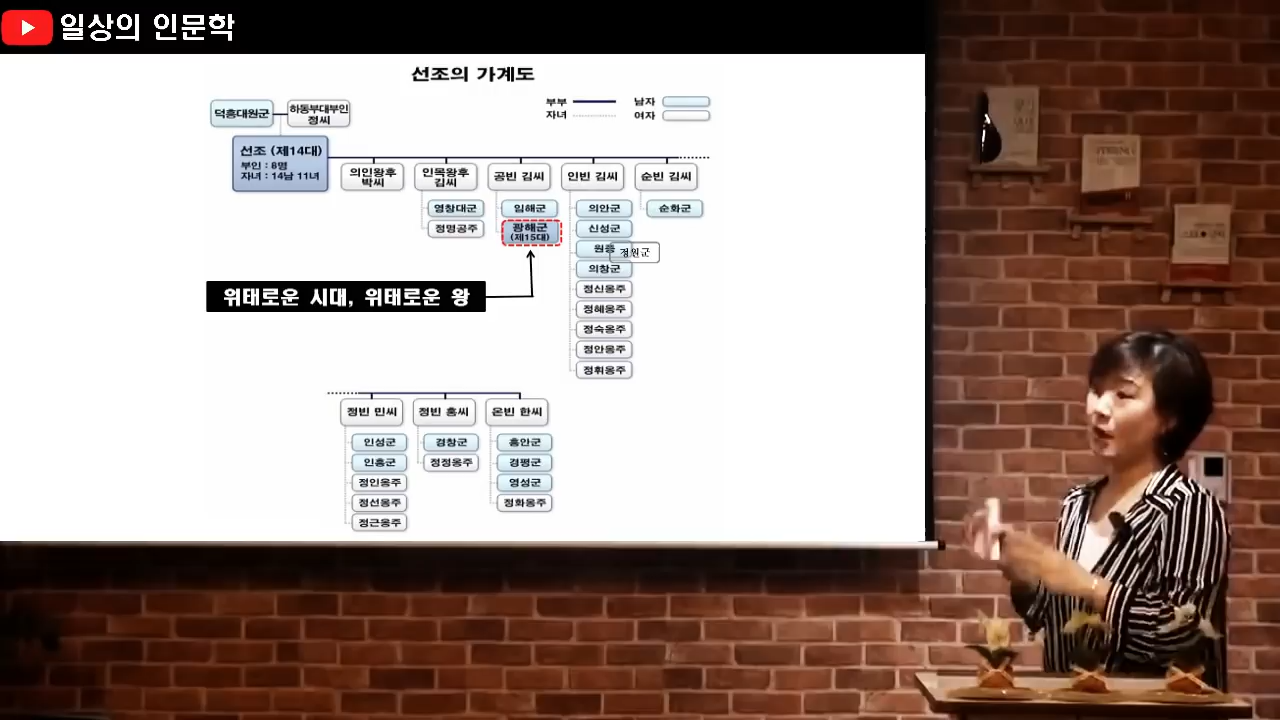 일상의 인문학
선조의 가계도
부부
남자
자녀
여자
덕흥대원군
하동부대부인
정씨
선조 (제14대)
부인 : 8명
자녀 : 14남 11녀
의인왕후
박씨
인목왕후
김씨
공빈 김씨
인빈 김씨
순빈 김씨
영창대군
정명공주
임해군
광해군
(제15대)
의안군
신성군
원종
정원군
의창군
정신옹주
정혜옹주
정숙옹주
정안옹주
정휘옹주
순화군
위태로운 시대, 위태로운 왕
정빈 민씨
정빈 홍씨
온빈 한씨
인성군
인흥군
정인옹주
정선옹주
정근옹주
경창군
정정옹주
흥안군
경평군
영성군
정화옹주